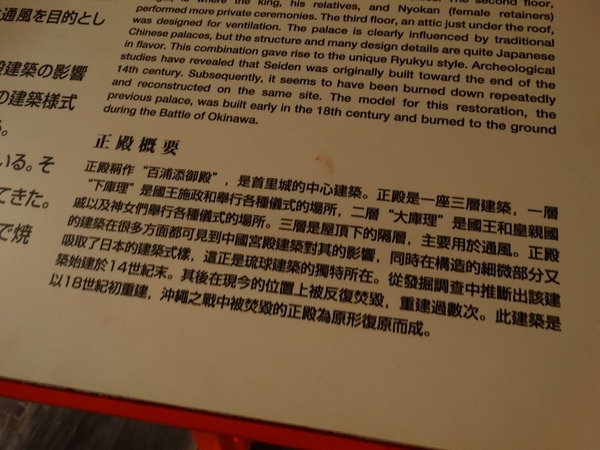 通風を目的とし
殿建築の影響
の建築様式
いる。そ
てきた。
で焼
is where the king, his relatives, and Nyokan (female retainers)
performed more private ceremonies. The third floor, an attic just under the roof,
was designed for ventilation. The palace is clearly influenced by traditional
Chinese palaces, but the structure and many design details are quite Japanese
in flavor. This combination gave rise to the unique Ryukyu style. Archeological
studies have revealed that Seiden was originally built toward the end of the
14th century. Subsequently, it seems to have been burned down repeatedly
and reconstructed on the same site. The model for this restoration, the
previous palace, was built early in the 18th century and burned to the ground
during the Battle of Okinawa.
正殿概要
正殿稱作“百浦添御殿”，是首里城的中心建築。正殿是一座三層建築，一層
“下庫理”是國王施政和舉行各種儀式的場所，二層“大庫理”是國王和皇親國
戚以及神女們舉行各種儀式的場所。三層是屋頂下的隔層，主要用於通風。正殿
的建築在很多方面都可見到中國宮殿建築對其的影響，同時在構造的細微部分又
吸取了日本的建築式樣，這正是琉球建築的獨特所在。從發掘調查中推斷出該建
築始建於14世紀末。其後在現今的位置上被反復焚毀，重建過數次。此建築是
以18世紀初重建，沖繩之戰中被焚毀的正殿為原形復原而成。